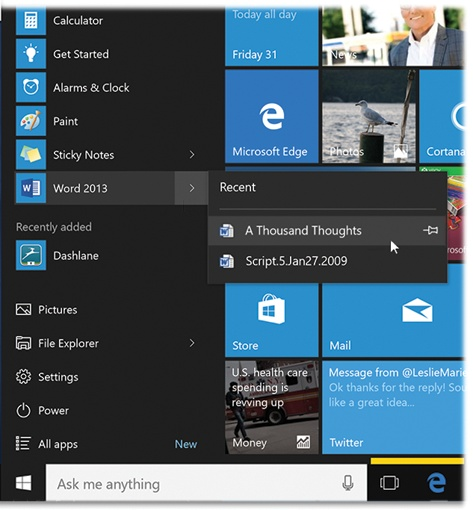 Calculator
Get Started
Alarms & Clock
Paint
Sticky Notes
Word 2013
Recently added
Dashlane
Pictures
File Explorer
Settings
Power
All apps
New
Ask me anything
Recent
A Thousand Thoughts
Script.5.Jan27.2009
Today all day
Friday 31
News
Microsoft Edge
Photos
Cortana
Store
Mail
U.S. health care
spending is
revving up
Money
Message from @LeslieMarie
Ok thanks for the reply!
like a great idea...
Twitter